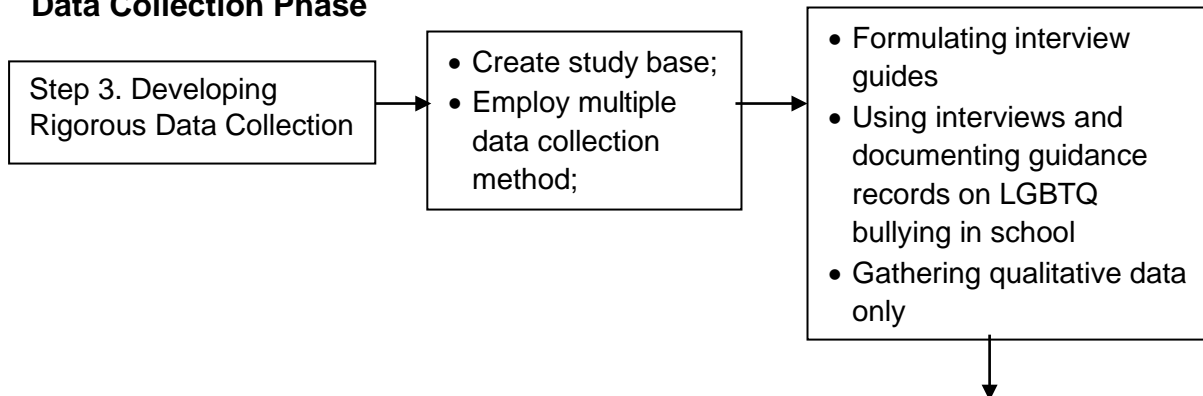 Data Collection Phase
Step 3. Developing
Rigorous Data Collection
• Create study base;
• Employ multiple
data collection
method;
• Formulating interview
guides
• Using interviews and
documenting guidance
records on LGBTQ
bullying in school
• Gathering qualitative data
only